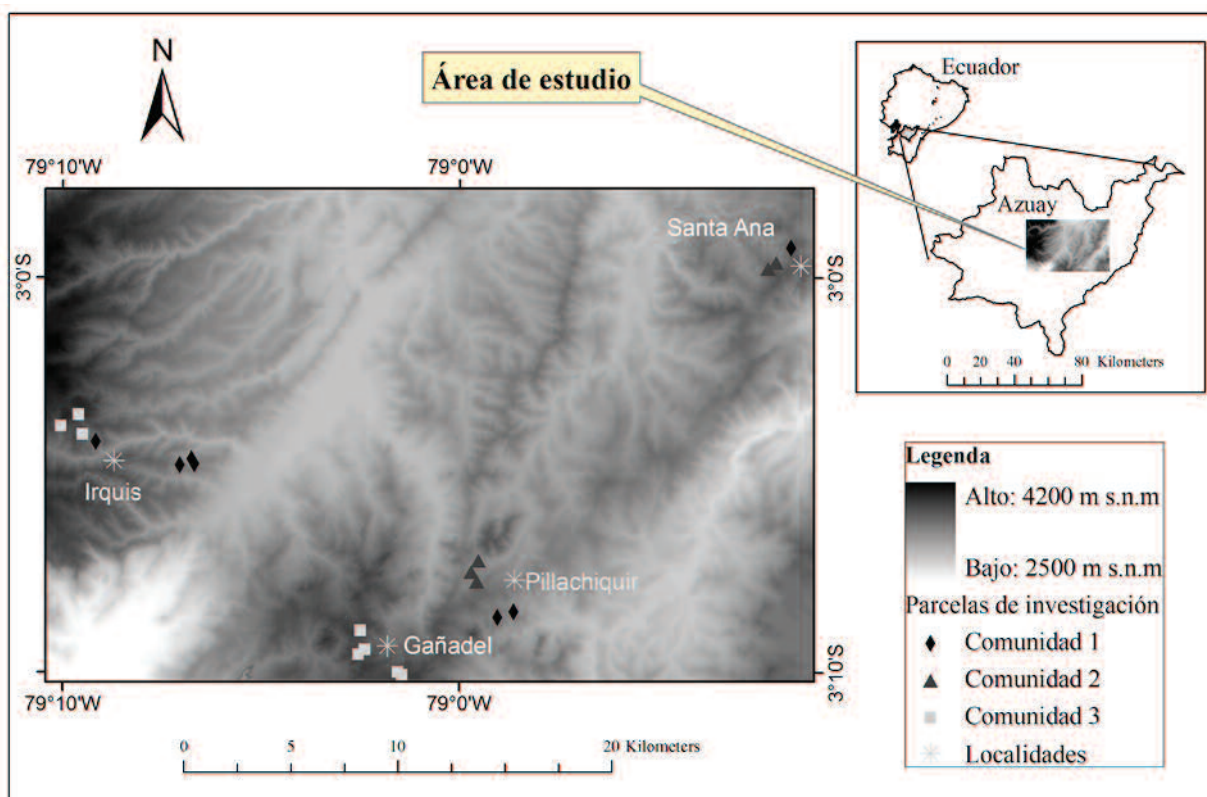 N
Área de estudio
Ecuador
Azuay
0 20 40 80 Kilometers
79°10'W
79°0'W
3°0'S
3°0'S
Santa Ana
Irquis
Pillachiquir
Gañadel
3°10'S
79°10'W
79°0'W
0 5 10 20 Kilometers
Legenda
Alto: 4200 m s.n.m
Bajo: 2500 m s.n.m
Parcelas de investigación
Comunidad 1
Comunidad 2
Comunidad 3
Localidades